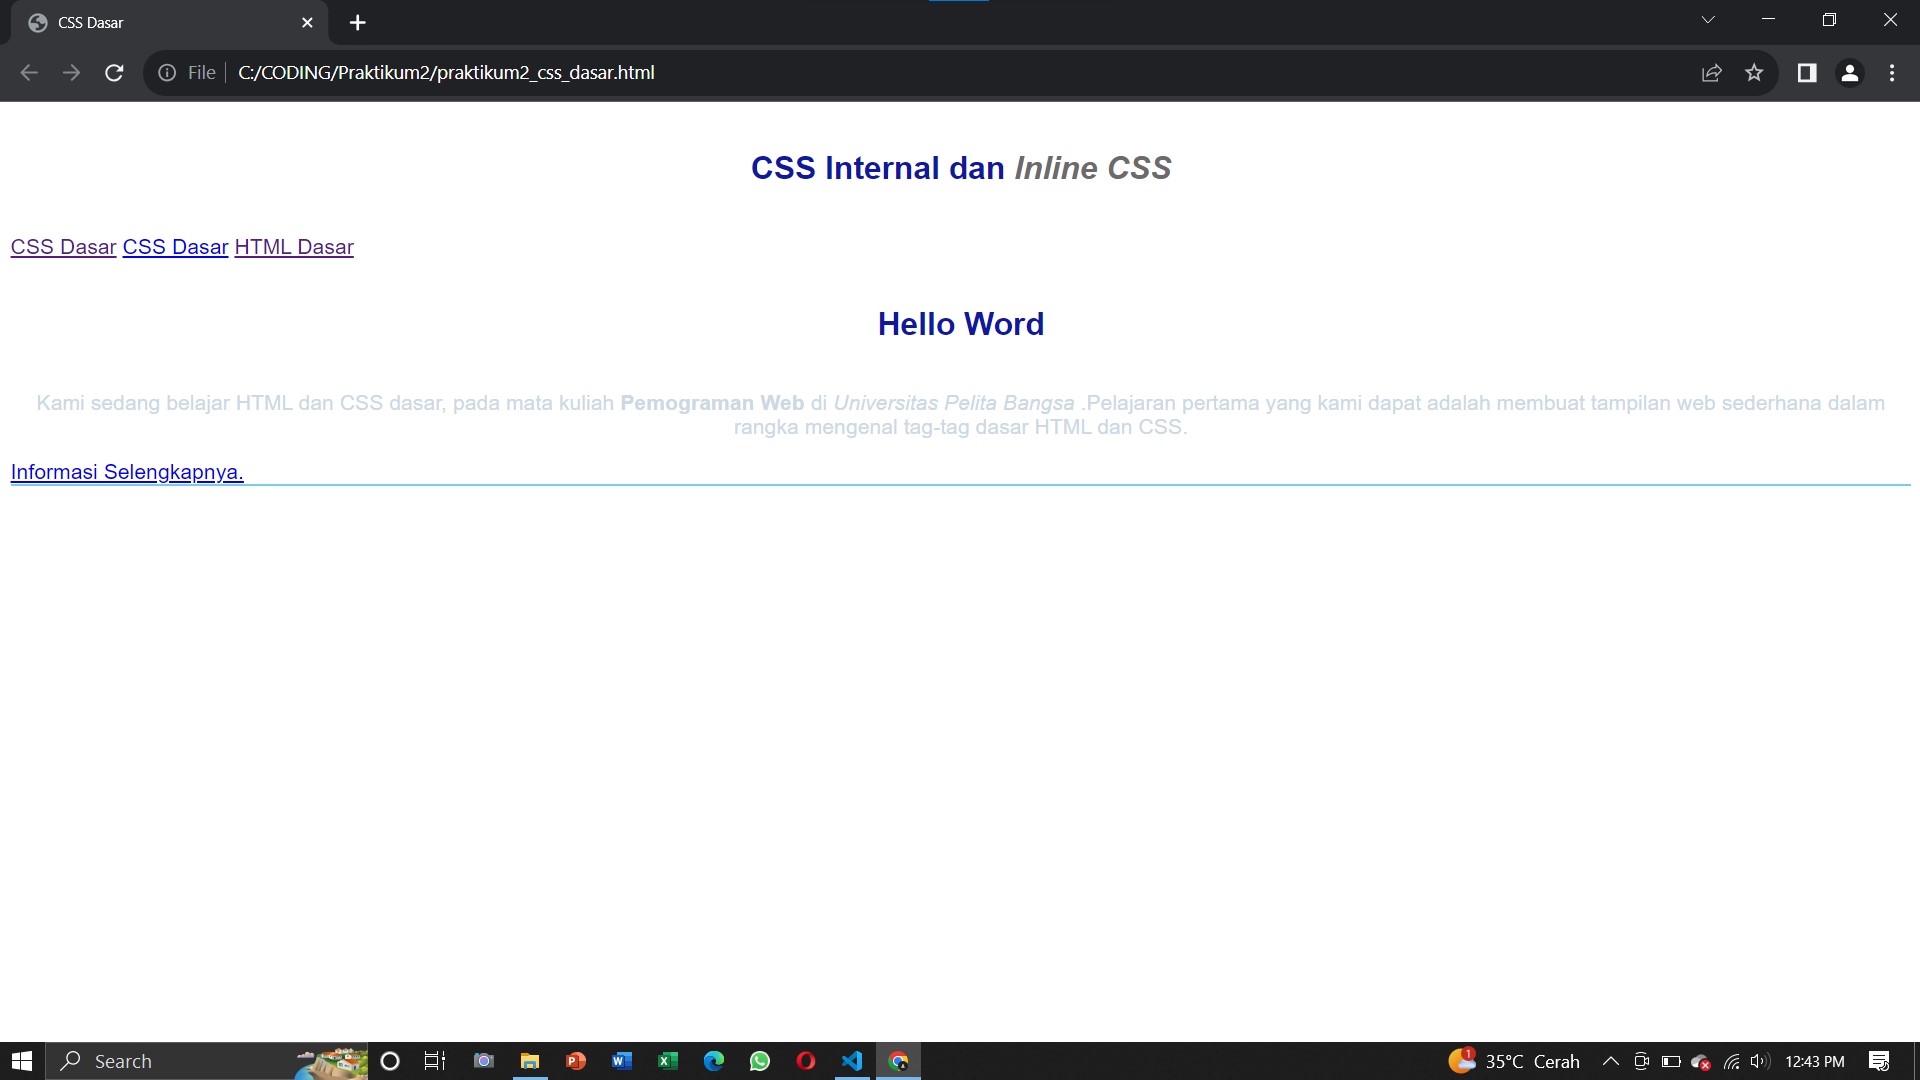 CSS Dasar
File C:/CODING/Praktikum2/praktikum2_css_dasar.html
CSS Internal dan Inline CSS
CSS Dasar CSS Dasar HTML Dasar
Hello Word
Kami sedang belajar HTML dan CSS dasar, pada mata kuliah Pemograman Web di Universitas Pelita Bangsa .Pelajaran pertama yang kami dapat adalah membuat tampilan web sederhana dalam
rangka mengenal tag-tag dasar HTML dan CSS.
Informasi Selengkapnya.
Search 1 35°C Cerah 12:43 PM